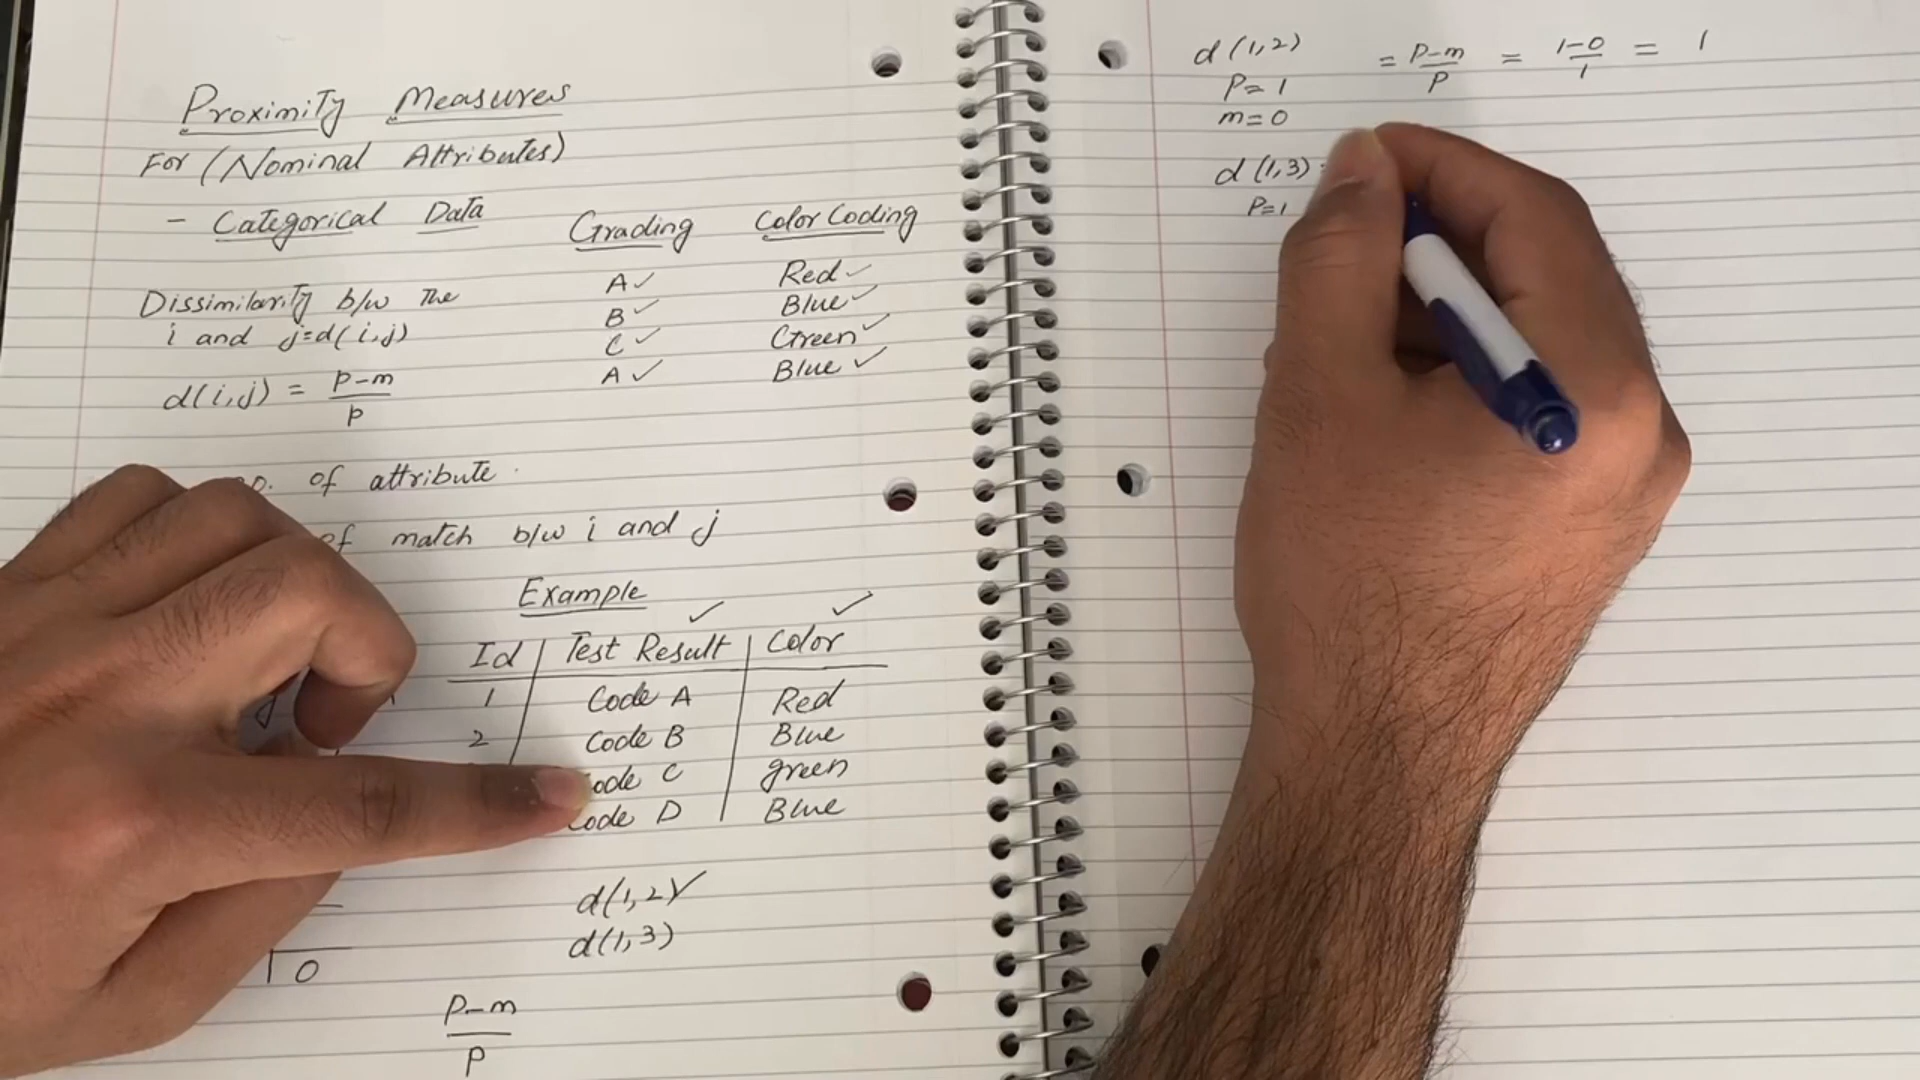 Proximity Measures
For (Nominal Attributes)
- Categorical Data
Grading
Color Coding
A ✓ Red ✓
B ✓ Blue ✓
C ✓ Green ✓
A ✓ Blue ✓
Dissimilarity b/w The
i and j=d(i,j)
d(i,j) = p-m
p
no. of attribute
of match b/w i and j
Example
✓ ✓
Id Test Result Color
1 Code A Red
2 Code B Blue
Code C green
Code D Blue
d(1,2) ✓
d(1,3)
0
P-m
P
d(1,2) = P-m = 1-0 = 1
P 1
P=1
m=0
d(1,3)
P=1